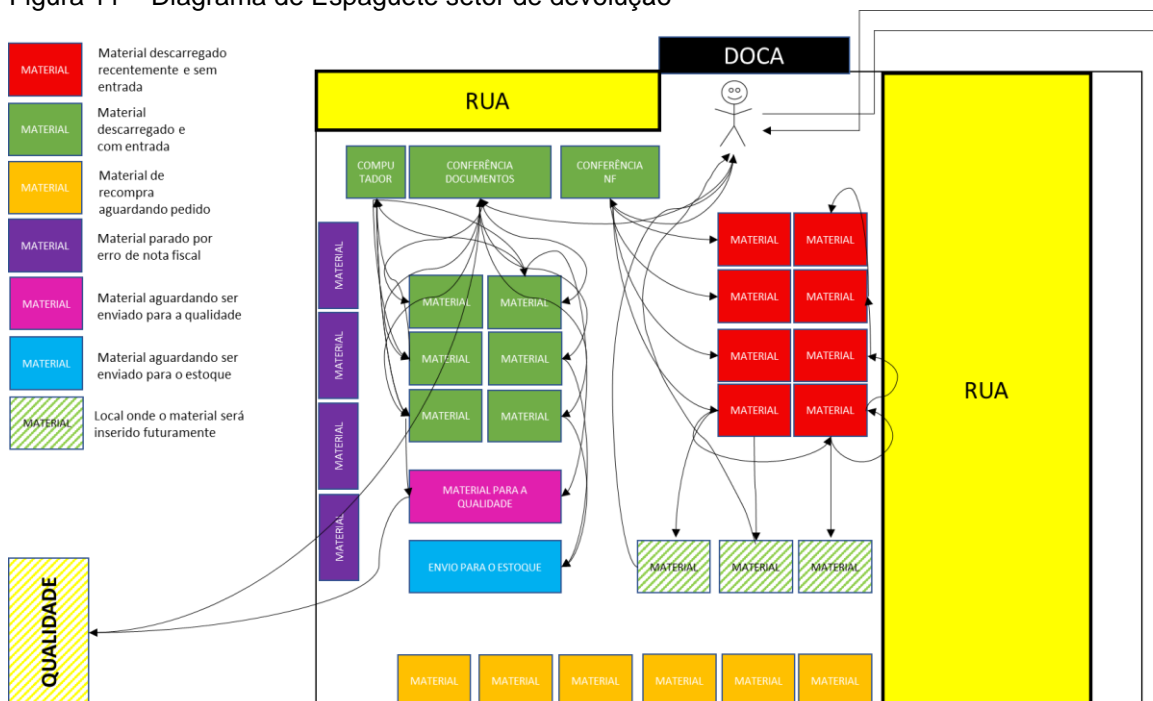 Figura 11 – Diagrama de Espaguete setor de devolução
MATERIAL
Material descarregado
recentemente e sem
entrada
MATERIAL
Material
descarregado e
com entrada
MATERIAL
Material de
recompra
aguardando pedido
MATERIAL
Material parado por
erro de nota fiscal
MATERIAL
Material aguardando ser
enviado para a qualidade
MATERIAL
Material aguardando ser
enviado para o estoque
MATERIAL
Local onde o material será
inserido futuramente
QUALIDADE
DOCA
RUA
RUA
COMPU
TADOR
CONFERÊNCIA
DOCUMENTOS
CONFERÊNCIA
NF
MATERIAL
MATERIAL
MATERIAL
MATERIAL
MATERIAL MATERIAL
MATERIAL MATERIAL
MATERIAL MATERIAL
MATERIAL PARA A
QUALIDADE
ENVIO PARA O ESTOQUE
MATERIAL MATERIAL
MATERIAL MATERIAL
MATERIAL MATERIAL
MATERIAL MATERIAL
MATERIAL MATERIAL MATERIAL
MATERIAL MATERIAL MATERIAL MATERIAL MATERIAL MATERIAL